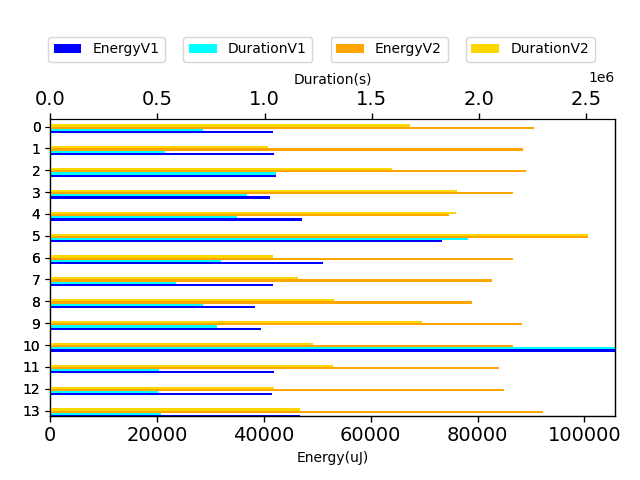 EnergyV1 DurationV1 EnergyV2 DurationV2
Duration(s)
1e6
0.0 0.5 1.0 1.5 2.0 2.5
0
1
2
3
4
5
6
7
8
9
10
11
12
13
0 20000 40000 60000 80000 100000
Energy(uJ)